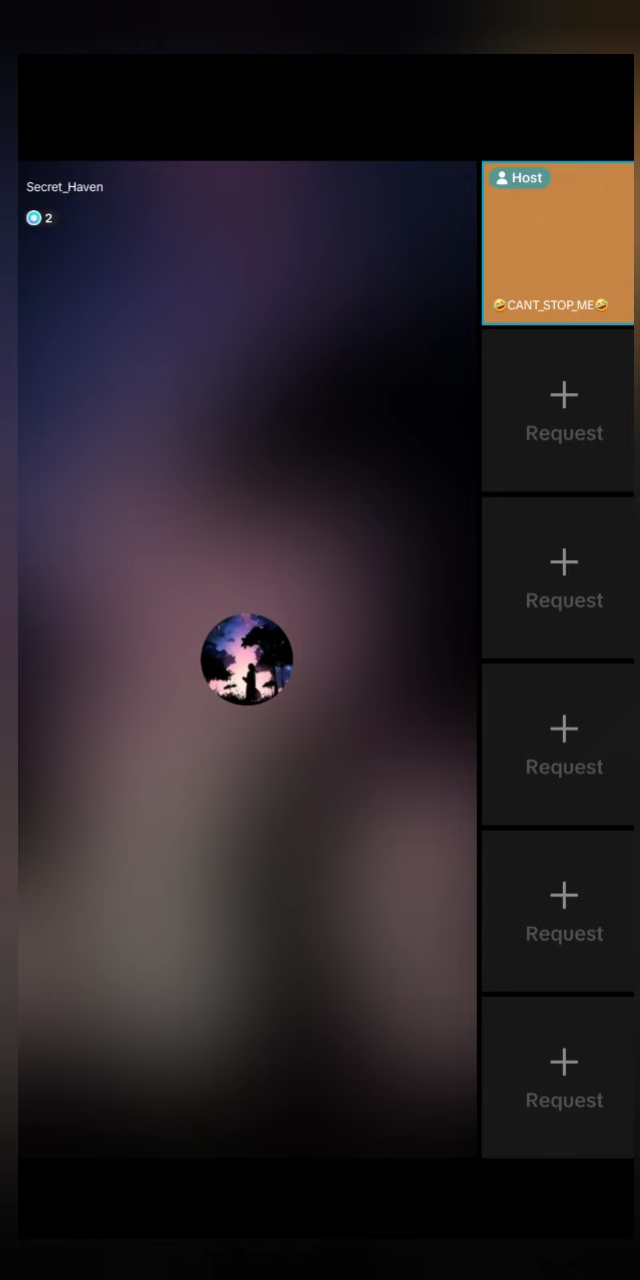 Secret_Haven
2
Host
🤣CANT_STOP_ME🤣
Request
Request
Request
Request
Request